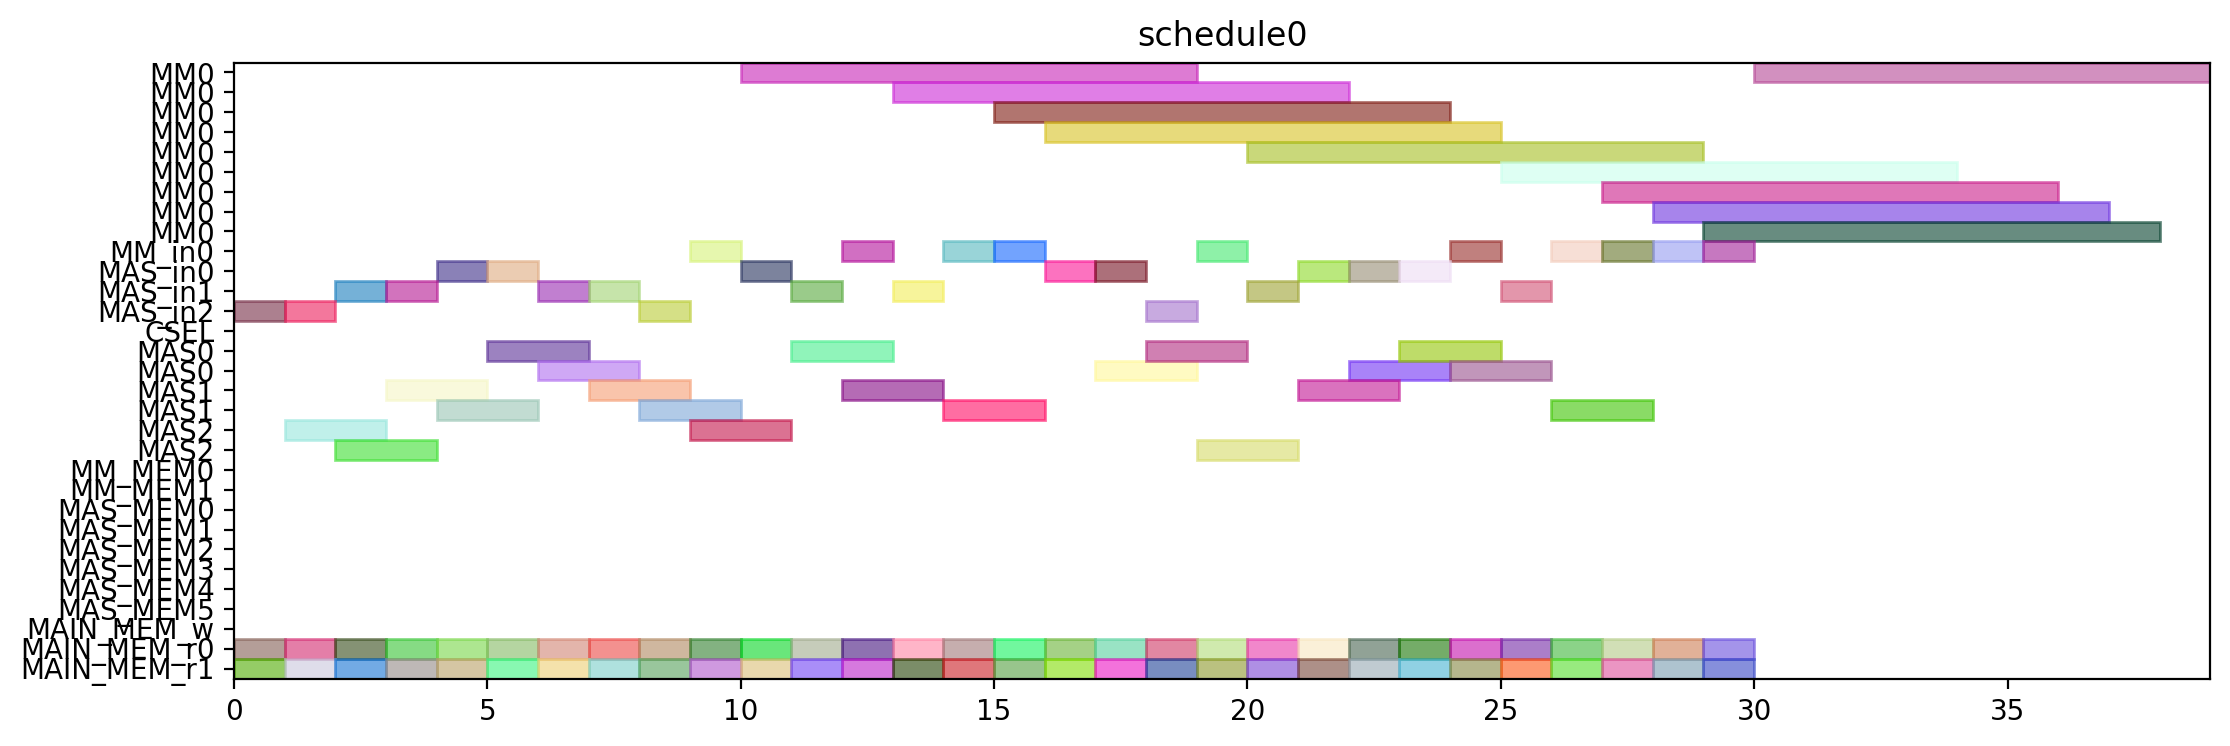 schedule0
MM0
MM0
MM0
MM0
MM0
MM0
MM0
MM0
MM0
MM_in0
MAS_in0
MAS_in1
MAS_in2
CSEL
MAS0
MAS0
MAS1
MAS1
MAS2
MAS2
MM_MEM0
MM_MEM1
MAS_MEM0
MAS_MEM1
MAS_MEM2
MAS_MEM3
MAS_MEM4
MAS_MEM5
MAIN_MEM_w
MAIN_MEM_r0
MAIN_MEM_r1
0 5 10 15 20 25 30 35